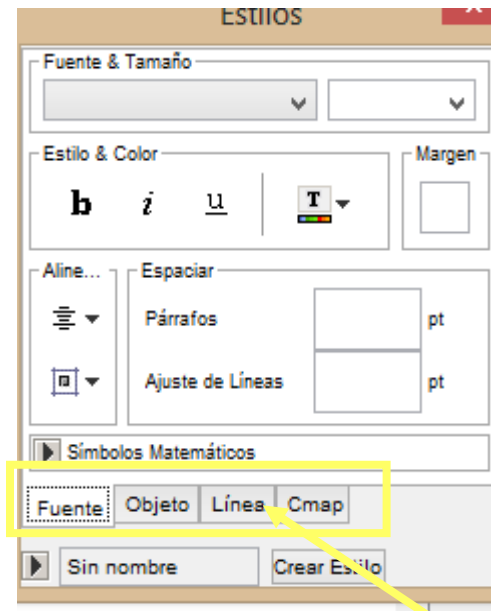 Estilos
Fuente & Tamaño
Estilo & Color
Margen
b i u T
Aline... Espaciar
Párrafos pt
Ajuste de Líneas pt
Símbolos Matemáticos
Fuente Objeto Línea Cmap
Sin nombre Crear Estilo